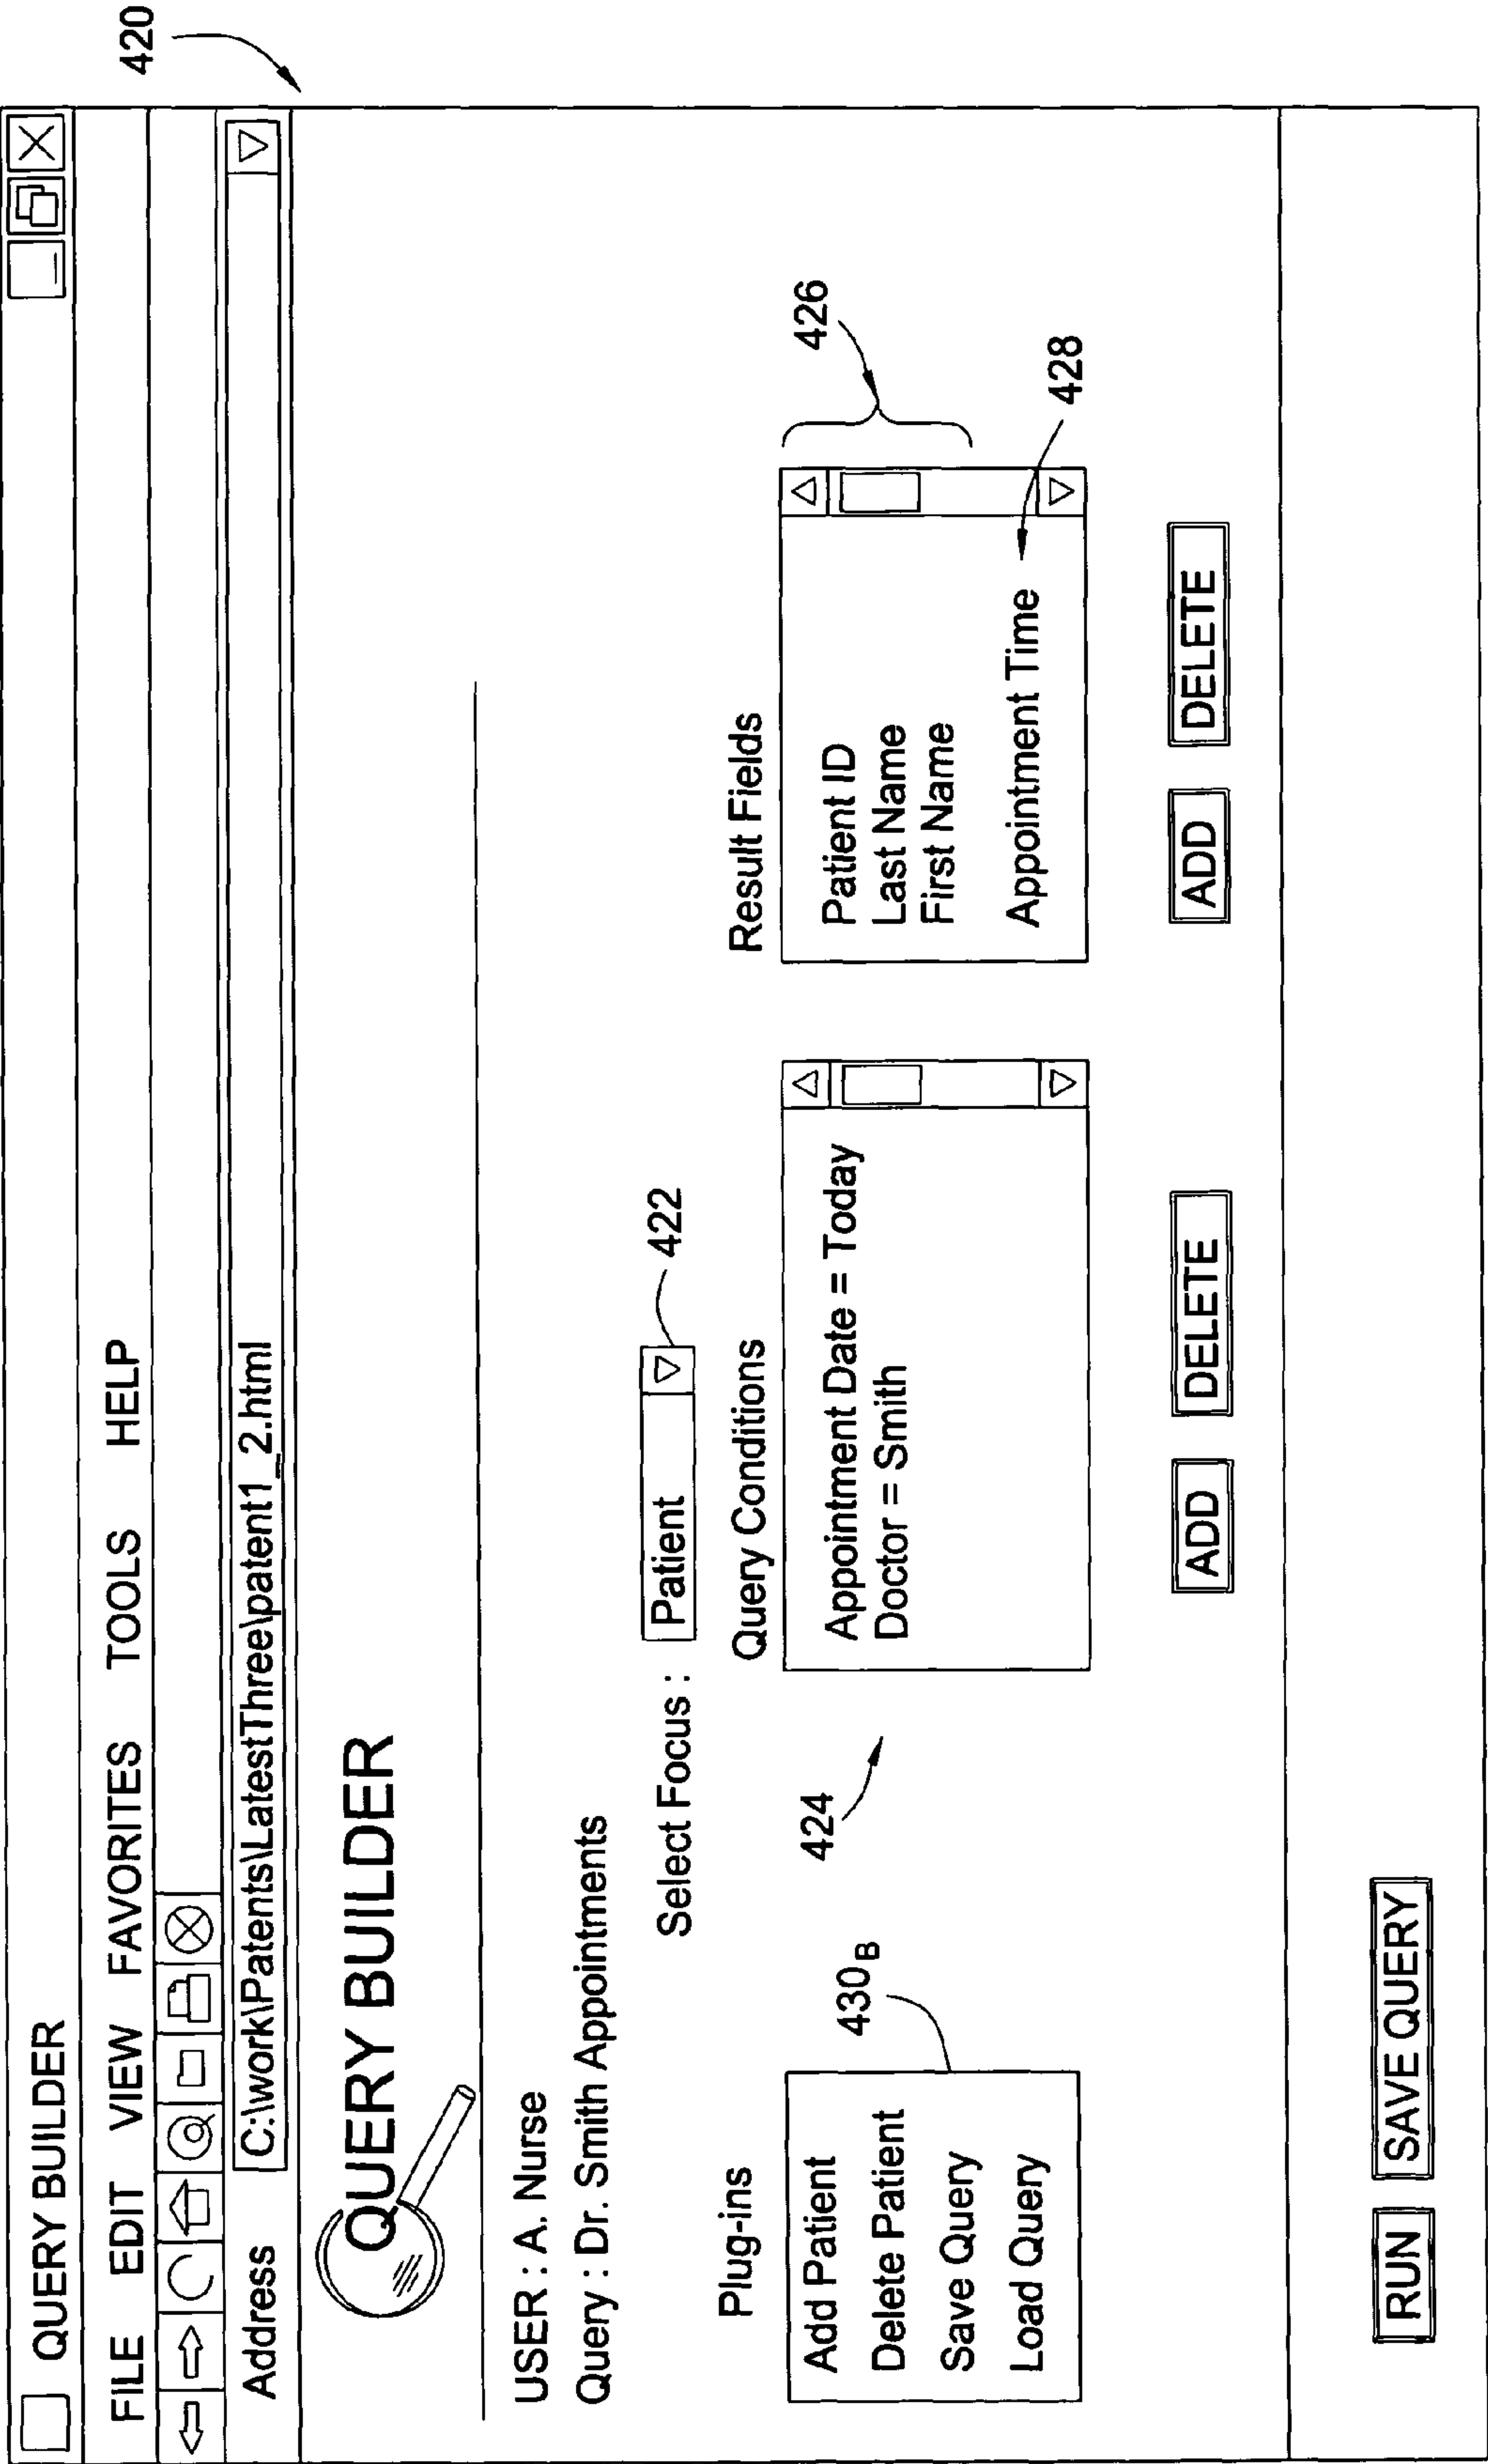 420
QUERY BUILDER
FILE EDIT VIEW FAVORITES TOOLS HELP
Address C:\work\Patents\LatestThree\patent1_2.html
QUERY BUILDER
USER : A. Nurse
Query : Dr. Smith Appointments
Select Focus : Patient 422
Plug-ins
Add Patient
Delete Patient
Save Query
Load Query
430B
424
Query Conditions
Appointment Date = Today
Doctor = Smith
ADD DELETE
Result Fields
Patient ID
Last Name
First Name
Appointment Time
426
428
ADD DELETE
RUN SAVE QUERY